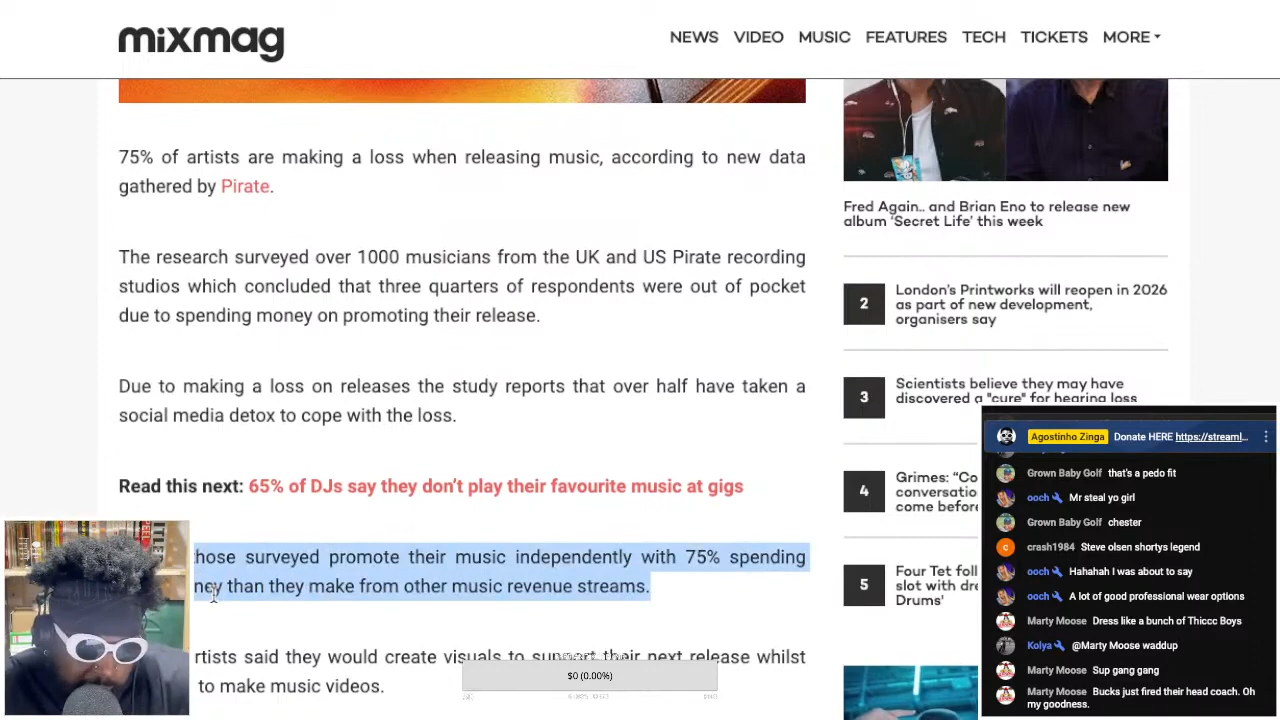 mixmag
NEWS VIDEO MUSIC FEATURES TECH TICKETS MORE
75% of artists are making a loss when releasing music, according to new data
gathered by Pirate.
The research surveyed over 1000 musicians from the UK and US Pirate recording
studios which concluded that three quarters of respondents were out of pocket
due to spending money on promoting their release.
Due to making a loss on releases the study reports that over half have taken a
social media detox to cope with the loss.
Read this next: 65% of DJs say they don't play their favourite music at gigs
those surveyed promote their music independently with 75% spending
than they make from other music revenue streams.
said they would create visuals to support their next release whilst
to make music videos.
$0 (0.00%)
Fred Again.. and Brian Eno to release new
album 'Secret Life' this week
2
London's Printworks will reopen in 2026
as part of new development,
organisers say
3
Scientists believe they may have
discovered a "cure" for hearing loss
4
Grimes: "Co
conversatio
come before
5
Four Tet foll
slot with dre
Drums'
Agostinho Zinga Donate HERE https://streaml...
Grown Baby Golf that's a pedo fit
ooch Mr steal yo girl
Grown Baby Golf chester
crash1984 Steve olsen shortys legend
ooch Hahahah I was about to say
ooch A lot of good professional wear options
Marty Moose Dress like a bunch of Thiccc Boys
Kolya @Marty Moose waddup
Marty Moose Sup gang gang
Marty Moose Bucks just fired their head coach. Oh
my goodness.